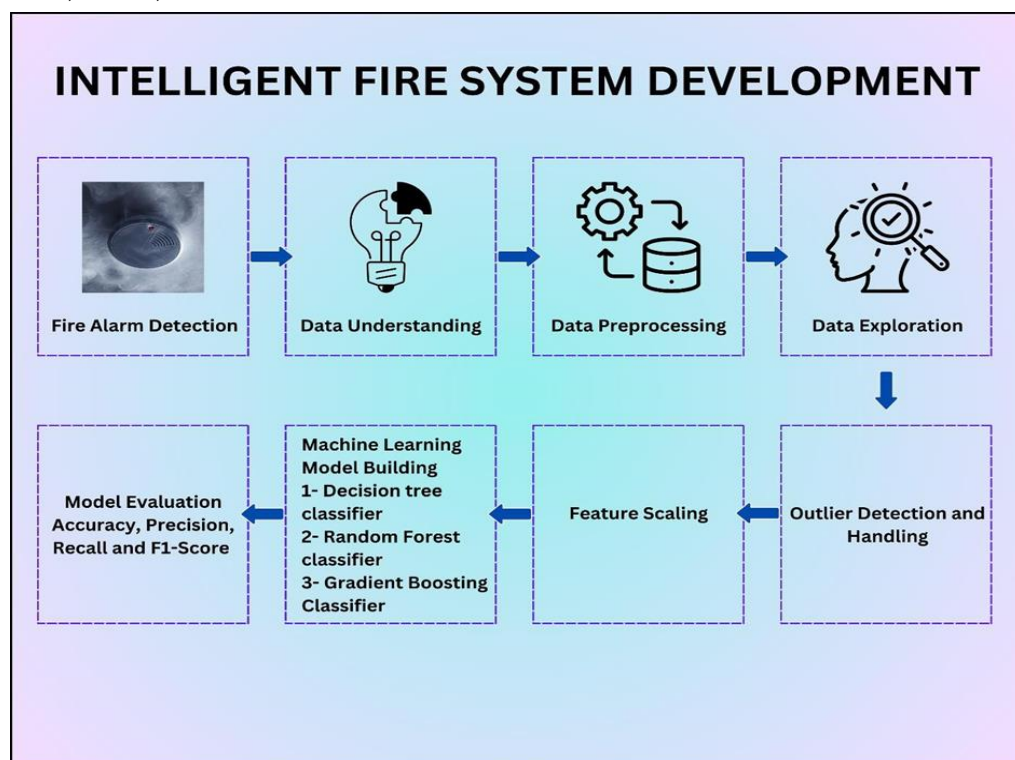 INTELLIGENT FIRE SYSTEM DEVELOPMENT
Fire Alarm Detection
Data Understanding
Data Preprocessing
Data Exploration
Outlier Detection and
Handling
Feature Scaling
Machine Learning
Model Building
1- Decision tree
classifier
2- Random Forest
classifier
3- Gradient Boosting
Classifier
Model Evaluation
Accuracy, Precision,
Recall and F1-Score